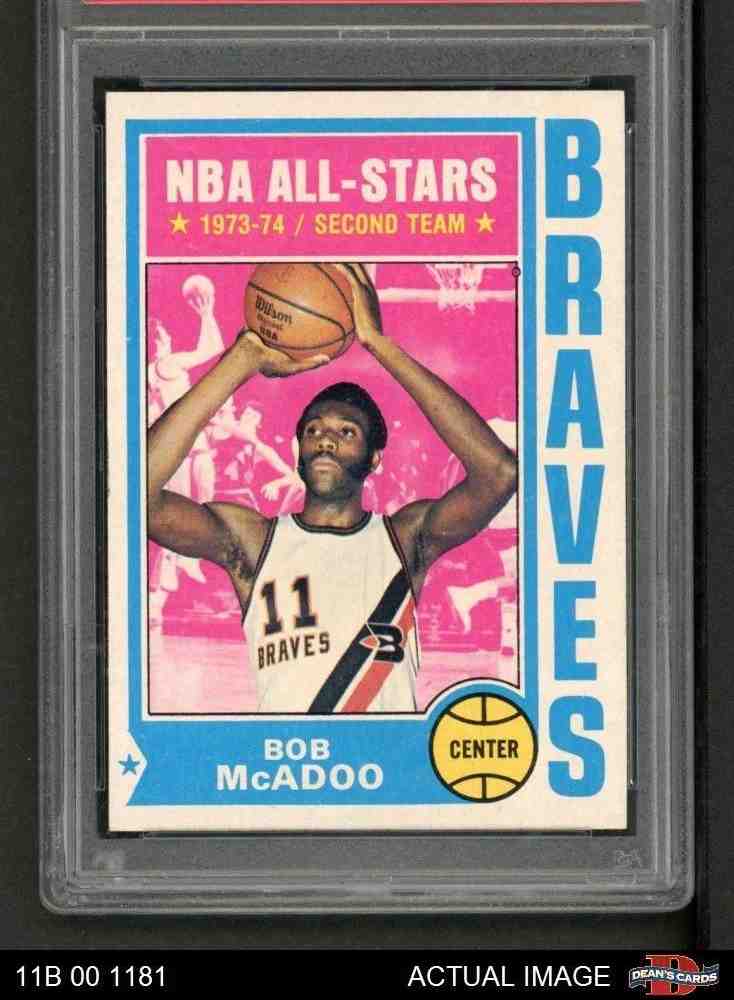 NBA ALL-STARS
★ 1973-74 / SECOND TEAM ★
BRAVES
Wilson
NBA
11
BRAVES
B
BOB
McADOO
CENTER
11B 00 1181
ACTUAL IMAGE
DEAN'S CARDS